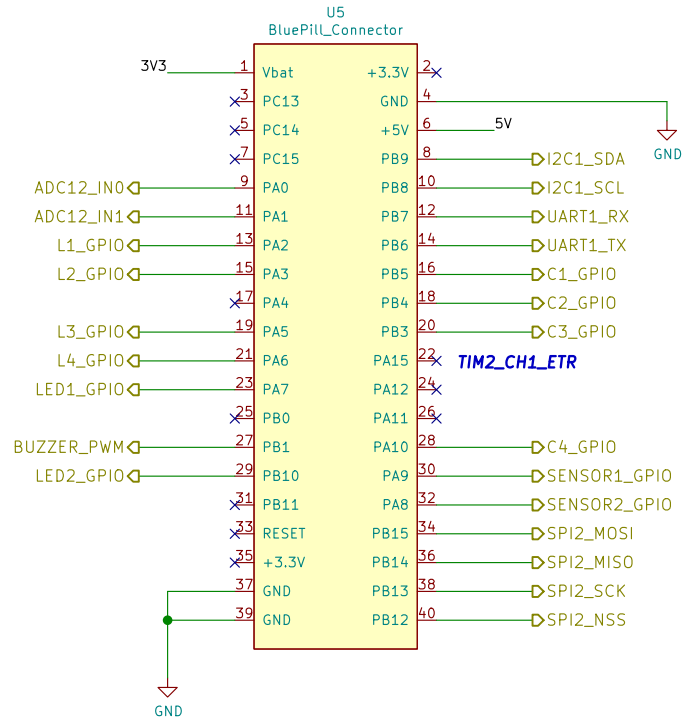 U5
BluePill_Connector
3V3 1 Vbat +3.3V 2
3 PC13 GND 4
5 PC14 +5V 6 5V
7 PC15 PB9 8 I2C1_SDA
GND
ADC12_IN0 9 PA0 PB8 10 I2C1_SCL
ADC12_IN1 11 PA1 PB7 12 UART1_RX
L1_GPIO 13 PA2 PB6 14 UART1_TX
L2_GPIO 15 PA3 PB5 16 C1_GPIO
17 PA4 PB4 18 C2_GPIO
L3_GPIO 19 PA5 PB3 20 C3_GPIO
L4_GPIO 21 PA6 PA15 22 TIM2_CH1_ETR
LED1_GPIO 23 PA7 PA12 24
25 PB0 PA11 26
BUZZER_PWM 27 PB1 PA10 28 C4_GPIO
LED2_GPIO 29 PB10 PA9 30 SENSOR1_GPIO
31 PB11 PA8 32 SENSOR2_GPIO
33 RESET PB15 34 SPI2_MOSI
35 +3.3V PB14 36 SPI2_MISO
37 GND PB13 38 SPI2_SCK
39 GND PB12 40 SPI2_NSS
GND